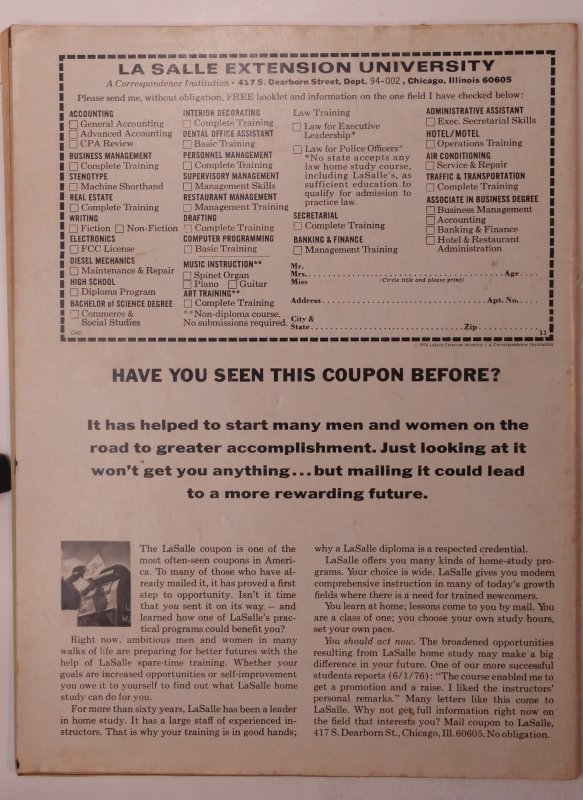 LA SALLE EXTENSION UNIVERSITY
A Correspondence Institution • 417 S. Dearborn Street, Dept. 94-002, Chicago, Illinois 60605
Please send me, without obligation, FREE booklet and information on the one field I have checked below:
ACCOUNTING
General Accounting
Advanced Accounting
CPA Review
BUSINESS MANAGEMENT
Complete Training
STENOTYPE
Machine Shorthand
REAL ESTATE
Complete Training
WRITING
Fiction Non-Fiction
ELECTRONICS
FCC License
DIESEL MECHANICS
Maintenance & Repair
HIGH SCHOOL
Diploma Program
BACHELOR of SCIENCE DEGREE
Commerce &
Social Studies
INTERIOR DECORATING
Complete Training
DENTAL OFFICE ASSISTANT
Basic Training
PERSONNEL MANAGEMENT
Complete Training
SUPERVISORY MANAGEMENT
Management Skills
RESTAURANT MANAGEMENT
Management Training
DRAFTING
Complete Training
COMPUTER PROGRAMMING
Basic Training
MUSIC INSTRUCTION**
Spinet Organ
Piano Guitar
ART TRAINING**
Complete Training
**Non-diploma course.
No submissions required.
Law Training
Law for Executive
Leadership*
Law for Police Officers*
*No state accepts any
law home study course,
including LaSalle's, as
sufficient education to
qualify for admission to
practice law.
SECRETARIAL
Complete Training
BANKING & FINANCE
Management Training
ADMINISTRATIVE ASSISTANT
Exec. Secretarial Skills
HOTEL/MOTEL
Operations Training
AIR CONDITIONING
Service & Repair
TRAFFIC & TRANSPORTATION
Complete Training
ASSOCIATE IN BUSINESS DEGREE
Business Management
Accounting
Banking & Finance
Hotel & Restaurant
Administration
Mr.
Mrs. Age
Miss (Circle title and please print)
Address Apt. No.
City &
State Zip
11
LaSalle Extension University • A Correspondence Institution
HAVE YOU SEEN THIS COUPON BEFORE?
It has helped to start many men and women on the
road to greater accomplishment. Just looking at it
won't get you anything...but mailing it could lead
to a more rewarding future.
The LaSalle coupon is one of the
most often-seen coupons in Ameri-
ca. To many of those who have al-
ready mailed it, it has proved a first
step to opportunity. Isn't it time
that you sent it on its way — and
learned how one of LaSalle's prac-
tical programs could benefit you?
Right now, ambitious men and women in many
walks of life are preparing for better futures with the
help of LaSalle spare-time training. Whether your
goals are increased opportunities or self-improvement
you owe it to yourself to find out what LaSalle home
study can do for you.
For more than sixty years, LaSalle has been a leader
in home study. It has a large staff of experienced in-
structors. That is why your training is in good hands;
why a LaSalle diploma is a respected credential.
LaSalle offers you many kinds of home-study pro-
grams. Your choice is wide. LaSalle gives you modern
comprehensive instruction in many of today's growth
fields where there is a need for trained newcomers.
You learn at home; lessons come to you by mail. You
are a class of one; you choose your own study hours,
set your own pace.
You should act now. The broadened opportunities
resulting from LaSalle home study may make a big
difference in your future. One of our more successful
students reports (6/1/76): "The course enabled me to
get a promotion and a raise. I liked the instructors'
personal remarks." Many letters like this come to
LaSalle. Why not get full information right now on
the field that interests you? Mail coupon to LaSalle,
417 S. Dearborn St., Chicago, Ill. 60605. No obligation.